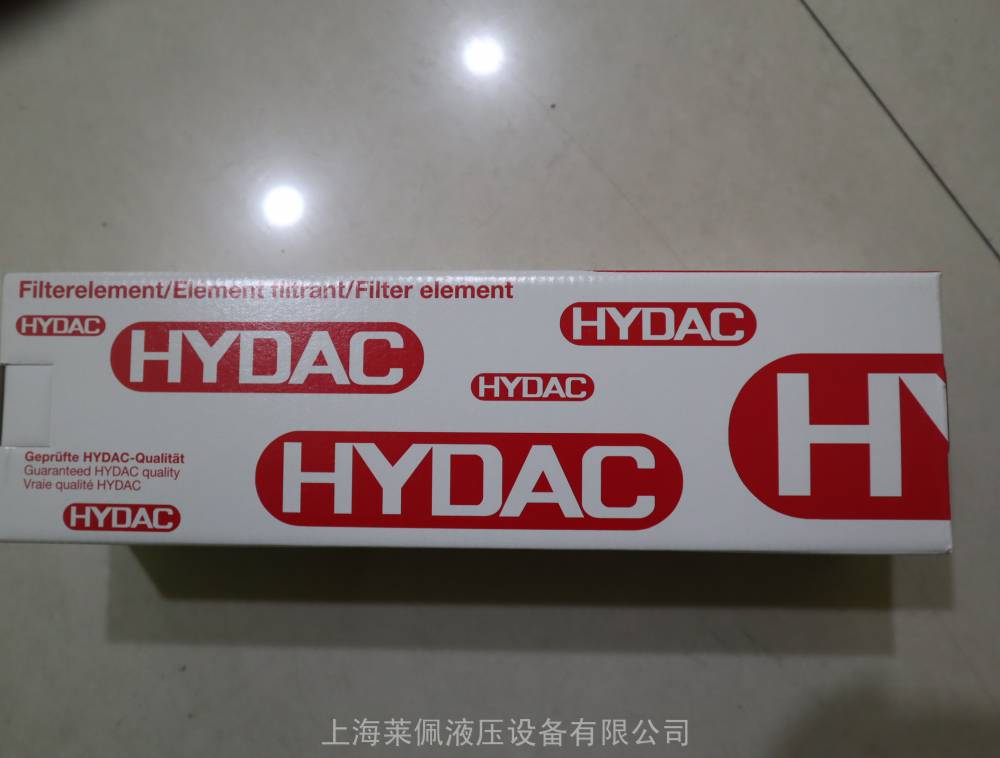 Filterelement/Element filtrant/Filter element
HYDAC
HYDAC
HYDAC
HYDAC
HY
Geprüfte HYDAC-Qualität
Guaranteed HYDAC quality
Vraie qualité HYDAC
HYDAC
HYDAC
上海莱佩液压设备有限公司